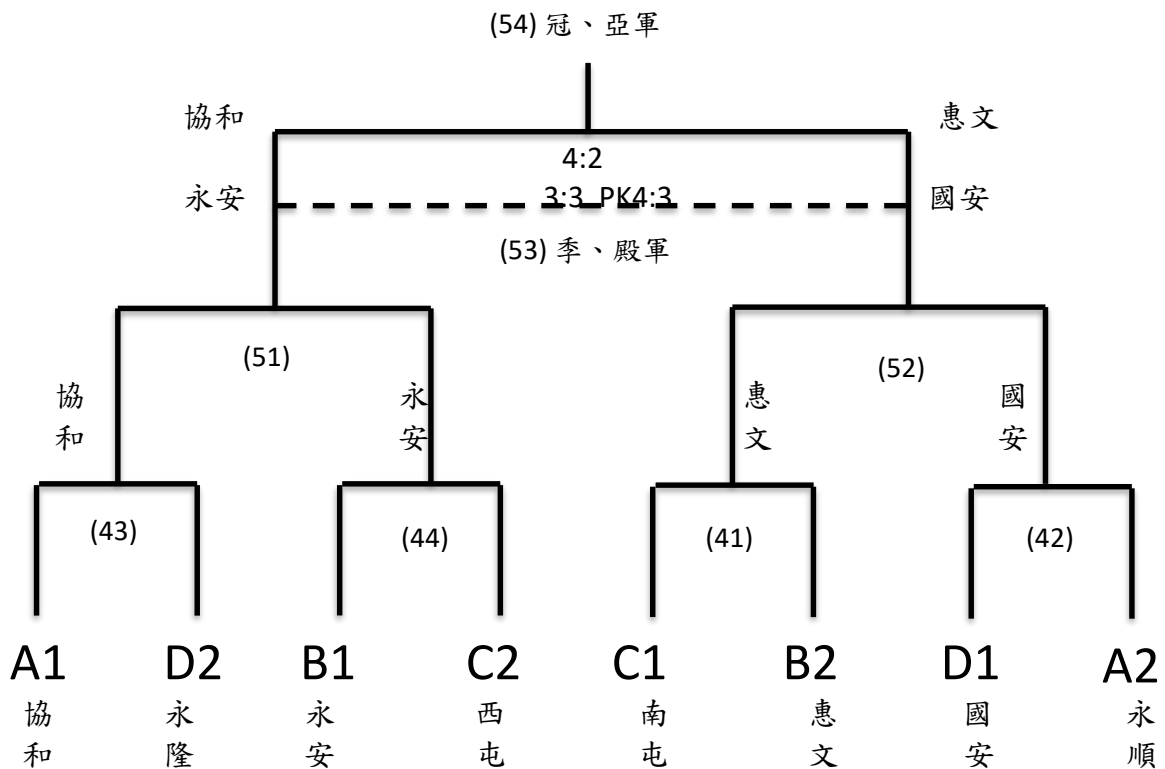 (54) 冠、亞軍
協和
惠文
4:2
永安
3:3 PK4:3
國安
(53) 季、殿軍
(51)
(52)
協和
永安
惠文
國安
(43)
(44)
(41)
(42)
A1 D2 B1 C2 C1 B2 D1 A2
協和
永隆
永安
西屯
南屯
惠文
國安
永順